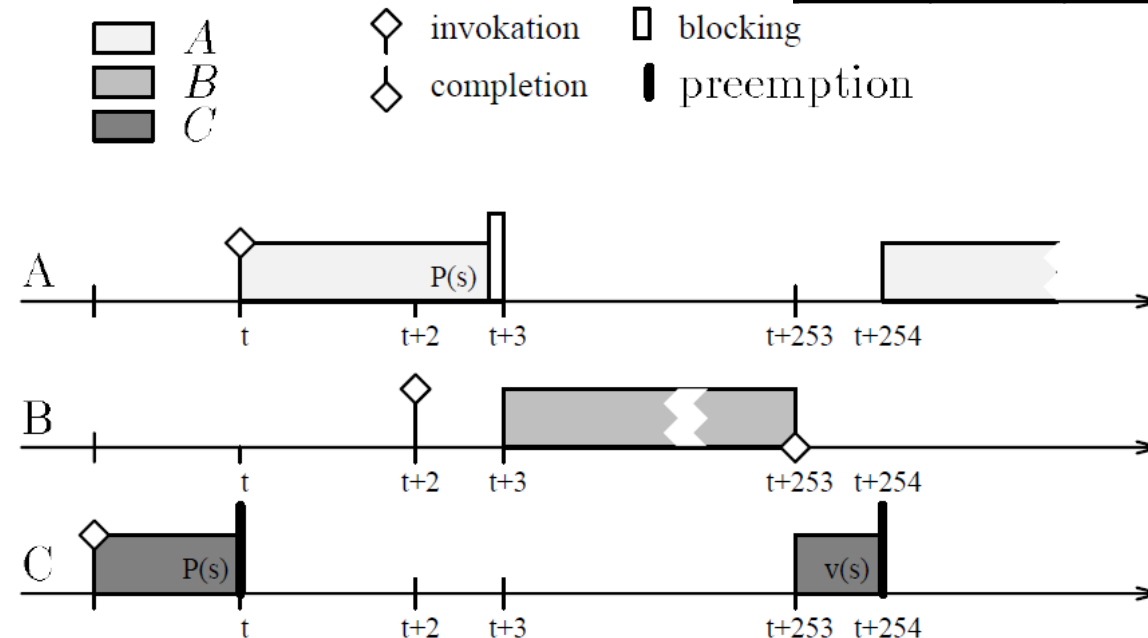 A invokation blocking
B completion preemption
C
A P(s)
t t+2 t+3 t+253 t+254
B
t t+2 t+3 t+253 t+254
C P(s) v(s)
t t+2 t+3 t+253 t+254